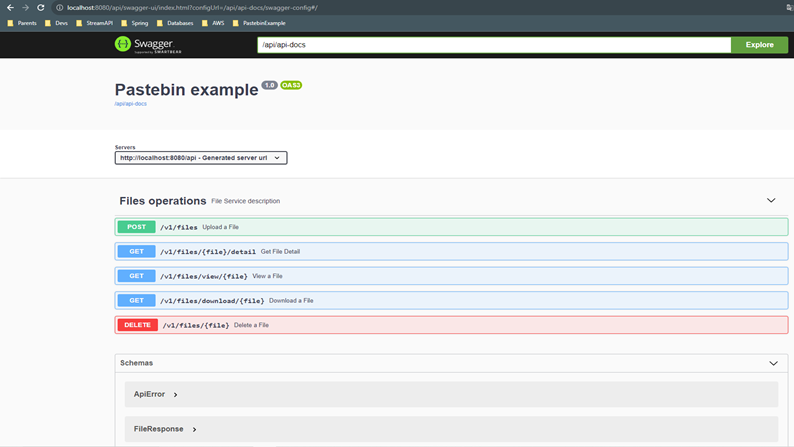 localhost:8080/api/swagger-ui/index.html?configUrl=/api/api-docs/swagger-config#/
Parents Devs StreamAPI Spring Databases AWS PastebinExample
Swagger. /api/api-docs Explore
Supported by SMARTBEAR
Pastebin example 1.0 OAS3
/api/api-docs
Servers
http://localhost:8080/api - Generated server url
Files operations File Service description
POST /v1/files Upload a File
GET /v1/files/{file}/detail Get File Detail
GET /v1/files/view/{file} View a File
GET /v1/files/download/{file} Download a File
DELETE /v1/files/{file} Delete a File
Schemas
ApiError
FileResponse